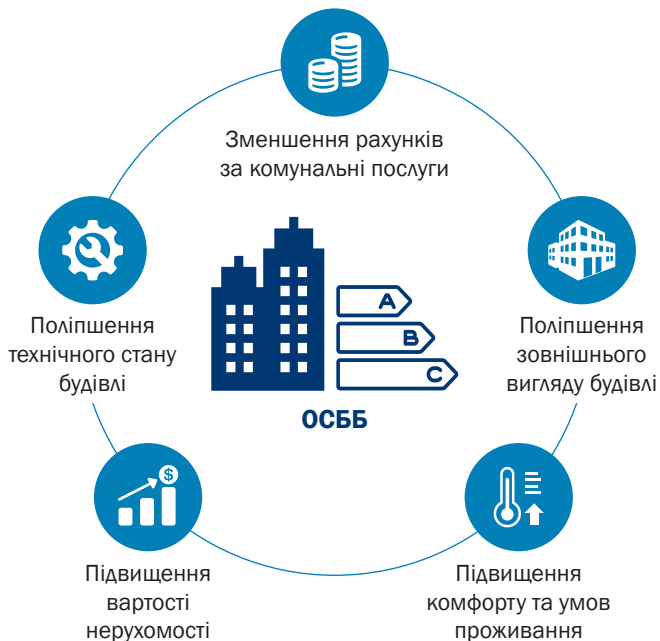 Зменшення рахунків
за комунальні послуги
Поліпшення
технічного стану
будівлі
A
B
C
ОСББ
Поліпшення
зовнішнього
вигляду будівлі
$
Підвищення
вартості
нерухомості
Підвищення
комфорту та умов
проживання